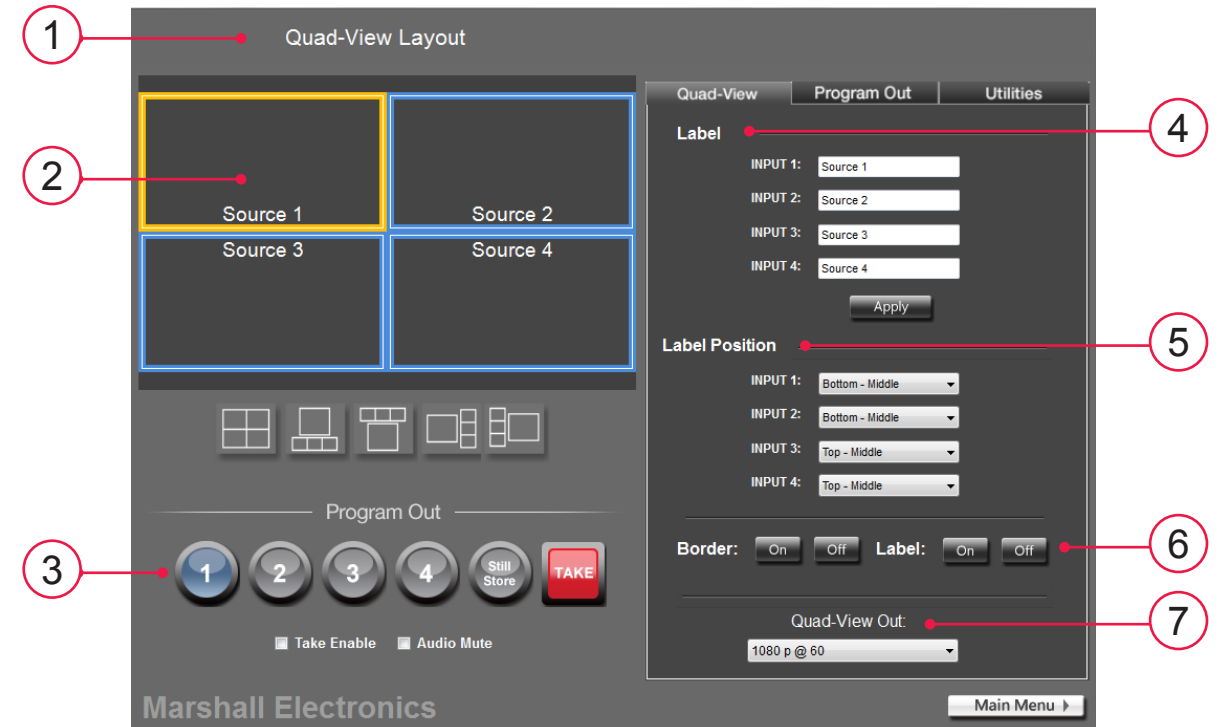 1
Quad-View Layout
2
Source 1
Source 2
Source 3
Source 4
Program Out
3
1
2
3
4
Still
Store
TAKE
Take Enable
Audio Mute
Marshall Electronics
Quad-View
Program Out
Utilities
4
Label
INPUT 1: Source 1
INPUT 2: Source 2
INPUT 3: Source 3
INPUT 4: Source 4
Apply
5
Label Position
INPUT 1: Bottom - Middle
INPUT 2: Bottom - Middle
INPUT 3: Top - Middle
INPUT 4: Top - Middle
6
Border: On Off Label: On Off
7
Quad-View Out:
1080 p @ 60
Main Menu